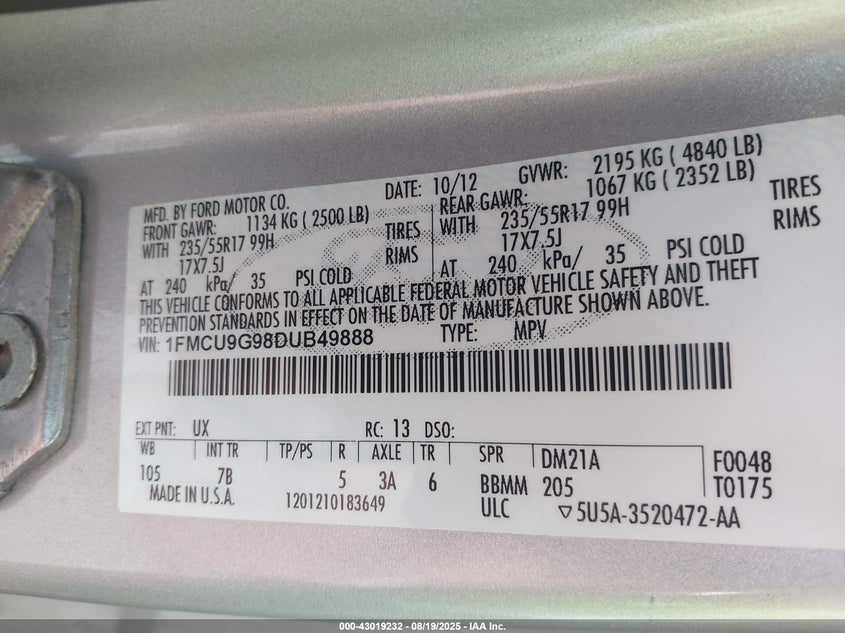 MFD. BY FORD MOTOR CO. DATE: 10/12 GVWR: 2195 KG ( 4840 LB)
FRONT GAWR: 1134 KG ( 2500 LB) REAR GAWR: 1067 KG ( 2352 LB)
WITH 235/55R17 99H TIRES WITH 235/55R17 99H TIRES
17X7.5J RIMS 17X7.5J RIMS
AT 240 kPa/ 35 PSI COLD AT 240 kPa/ 35 PSI COLD
THIS VEHICLE CONFORMS TO ALL APPLICABLE FEDERAL MOTOR VEHICLE SAFETY AND THEFT
PREVENTION STANDARDS IN EFFECT ON THE DATE OF MANUFACTURE SHOWN ABOVE.
VIN: 1FMCU9G98DUB49888 TYPE: MPV
EXT PNT: UX RC: 13 DSO:
WB INT TR TP/PS R AXLE TR SPR DM21A F0048
105 7B 5 3A 6 BBMM 205 T0175
MADE IN U.S.A. 1201210183649 ULC ▽5U5A-3520472-AA
000-43019232 - 08/19/2025 - IAA Inc.